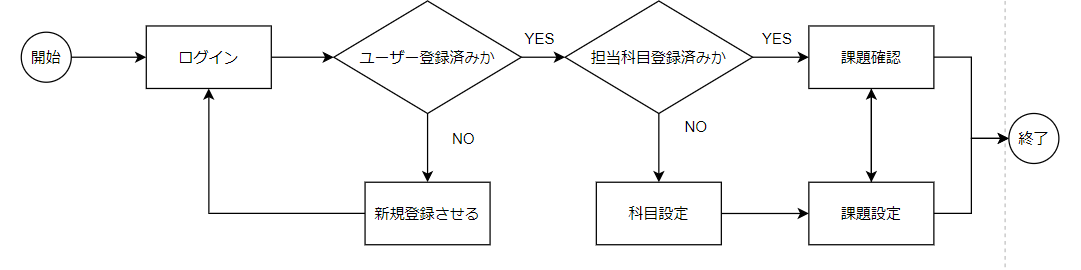 開始
ログイン
ユーザー登録済みか
YES
担当科目登録済みか
YES
課題確認
NO
NO
終了
新規登録させる
科目設定
課題設定